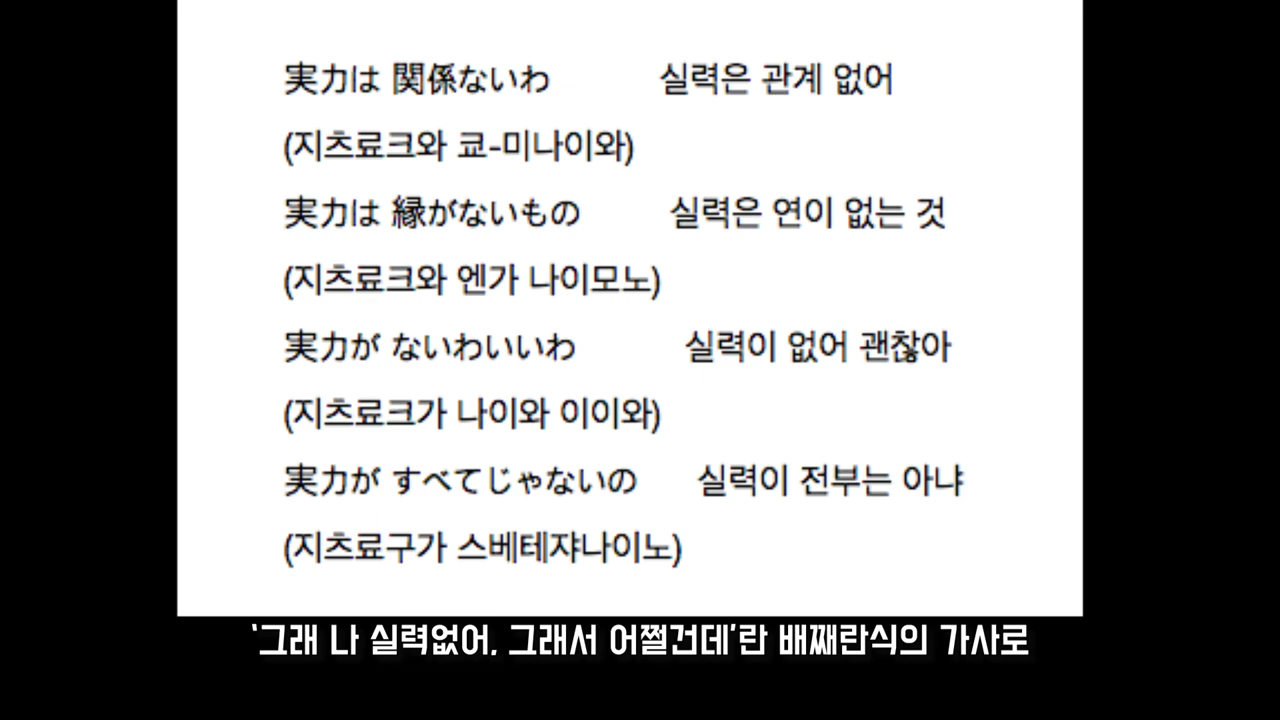 実力は 関係ないわ 실력은 관계 없어
(지츠료크와 쿄-미나이와)
実力は 縁がないもの 실력은 연이 없는 것
(지츠료크와 엔가 나이모노)
実力が ないわいいわ 실력이 없어 괜찮아
(지츠료크가 나이와 이이와)
実力が すべてじゃないの 실력이 전부는 아냐
(지츠료구가 스베테쟈나이노)
'그래 나 실력없어, 그래서 어쩔건데'란 배째란식의 가사로